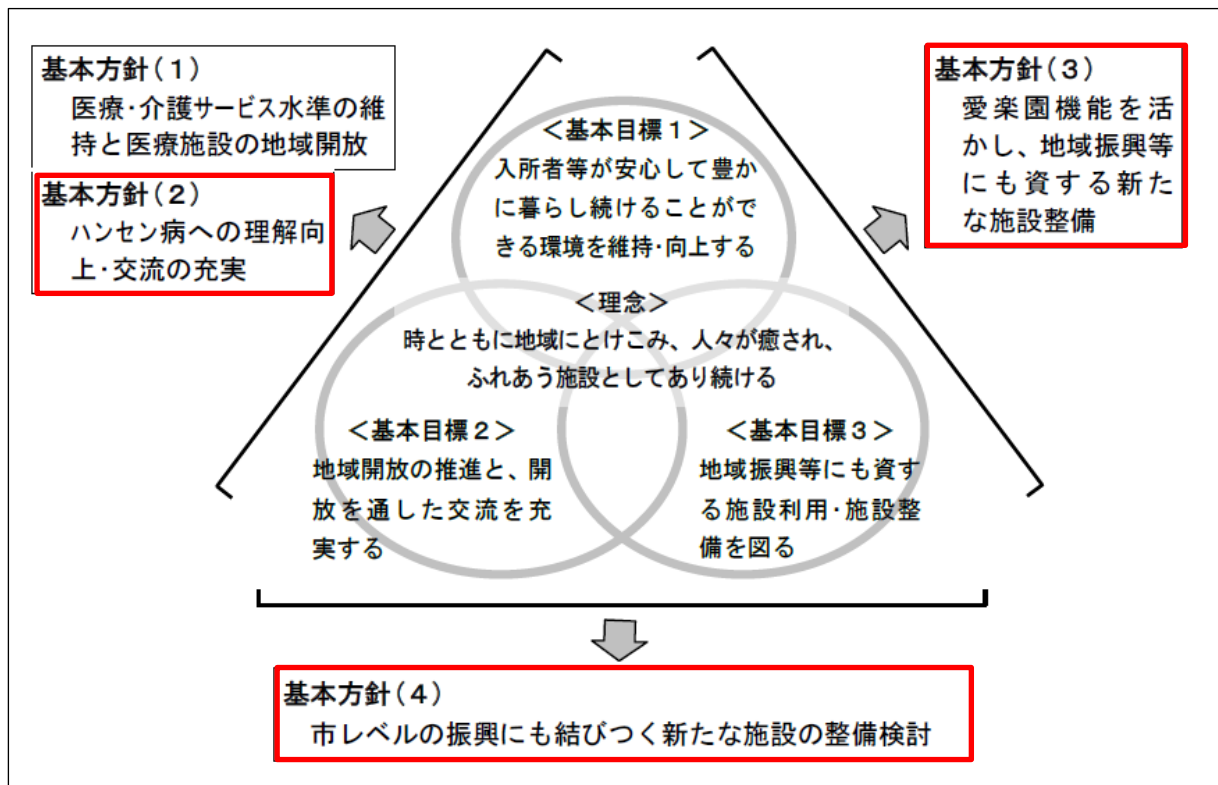 基本方針(1)
医療・介護サービス水準の維
持と医療施設の地域開放
基本方針(2)
ハンセン病への理解向
上・交流の充実
基本方針(3)
愛楽園機能を活
かし、地域振興等
にも資する新た
な施設整備
<基本目標1>
入所者等が安心して豊か
に暮らし続けることがで
きる環境を維持・向上する
<理念>
時とともに地域にとけこみ、人々が癒され、
ふれあう施設としてあり続ける
<基本目標2>
地域開放の推進と、開
放を通した交流を充
実する
<基本目標3>
地域振興等にも資す
る施設利用・施設整
備を図る
基本方針(4)
市レベルの振興にも結びつく新たな施設の整備検討